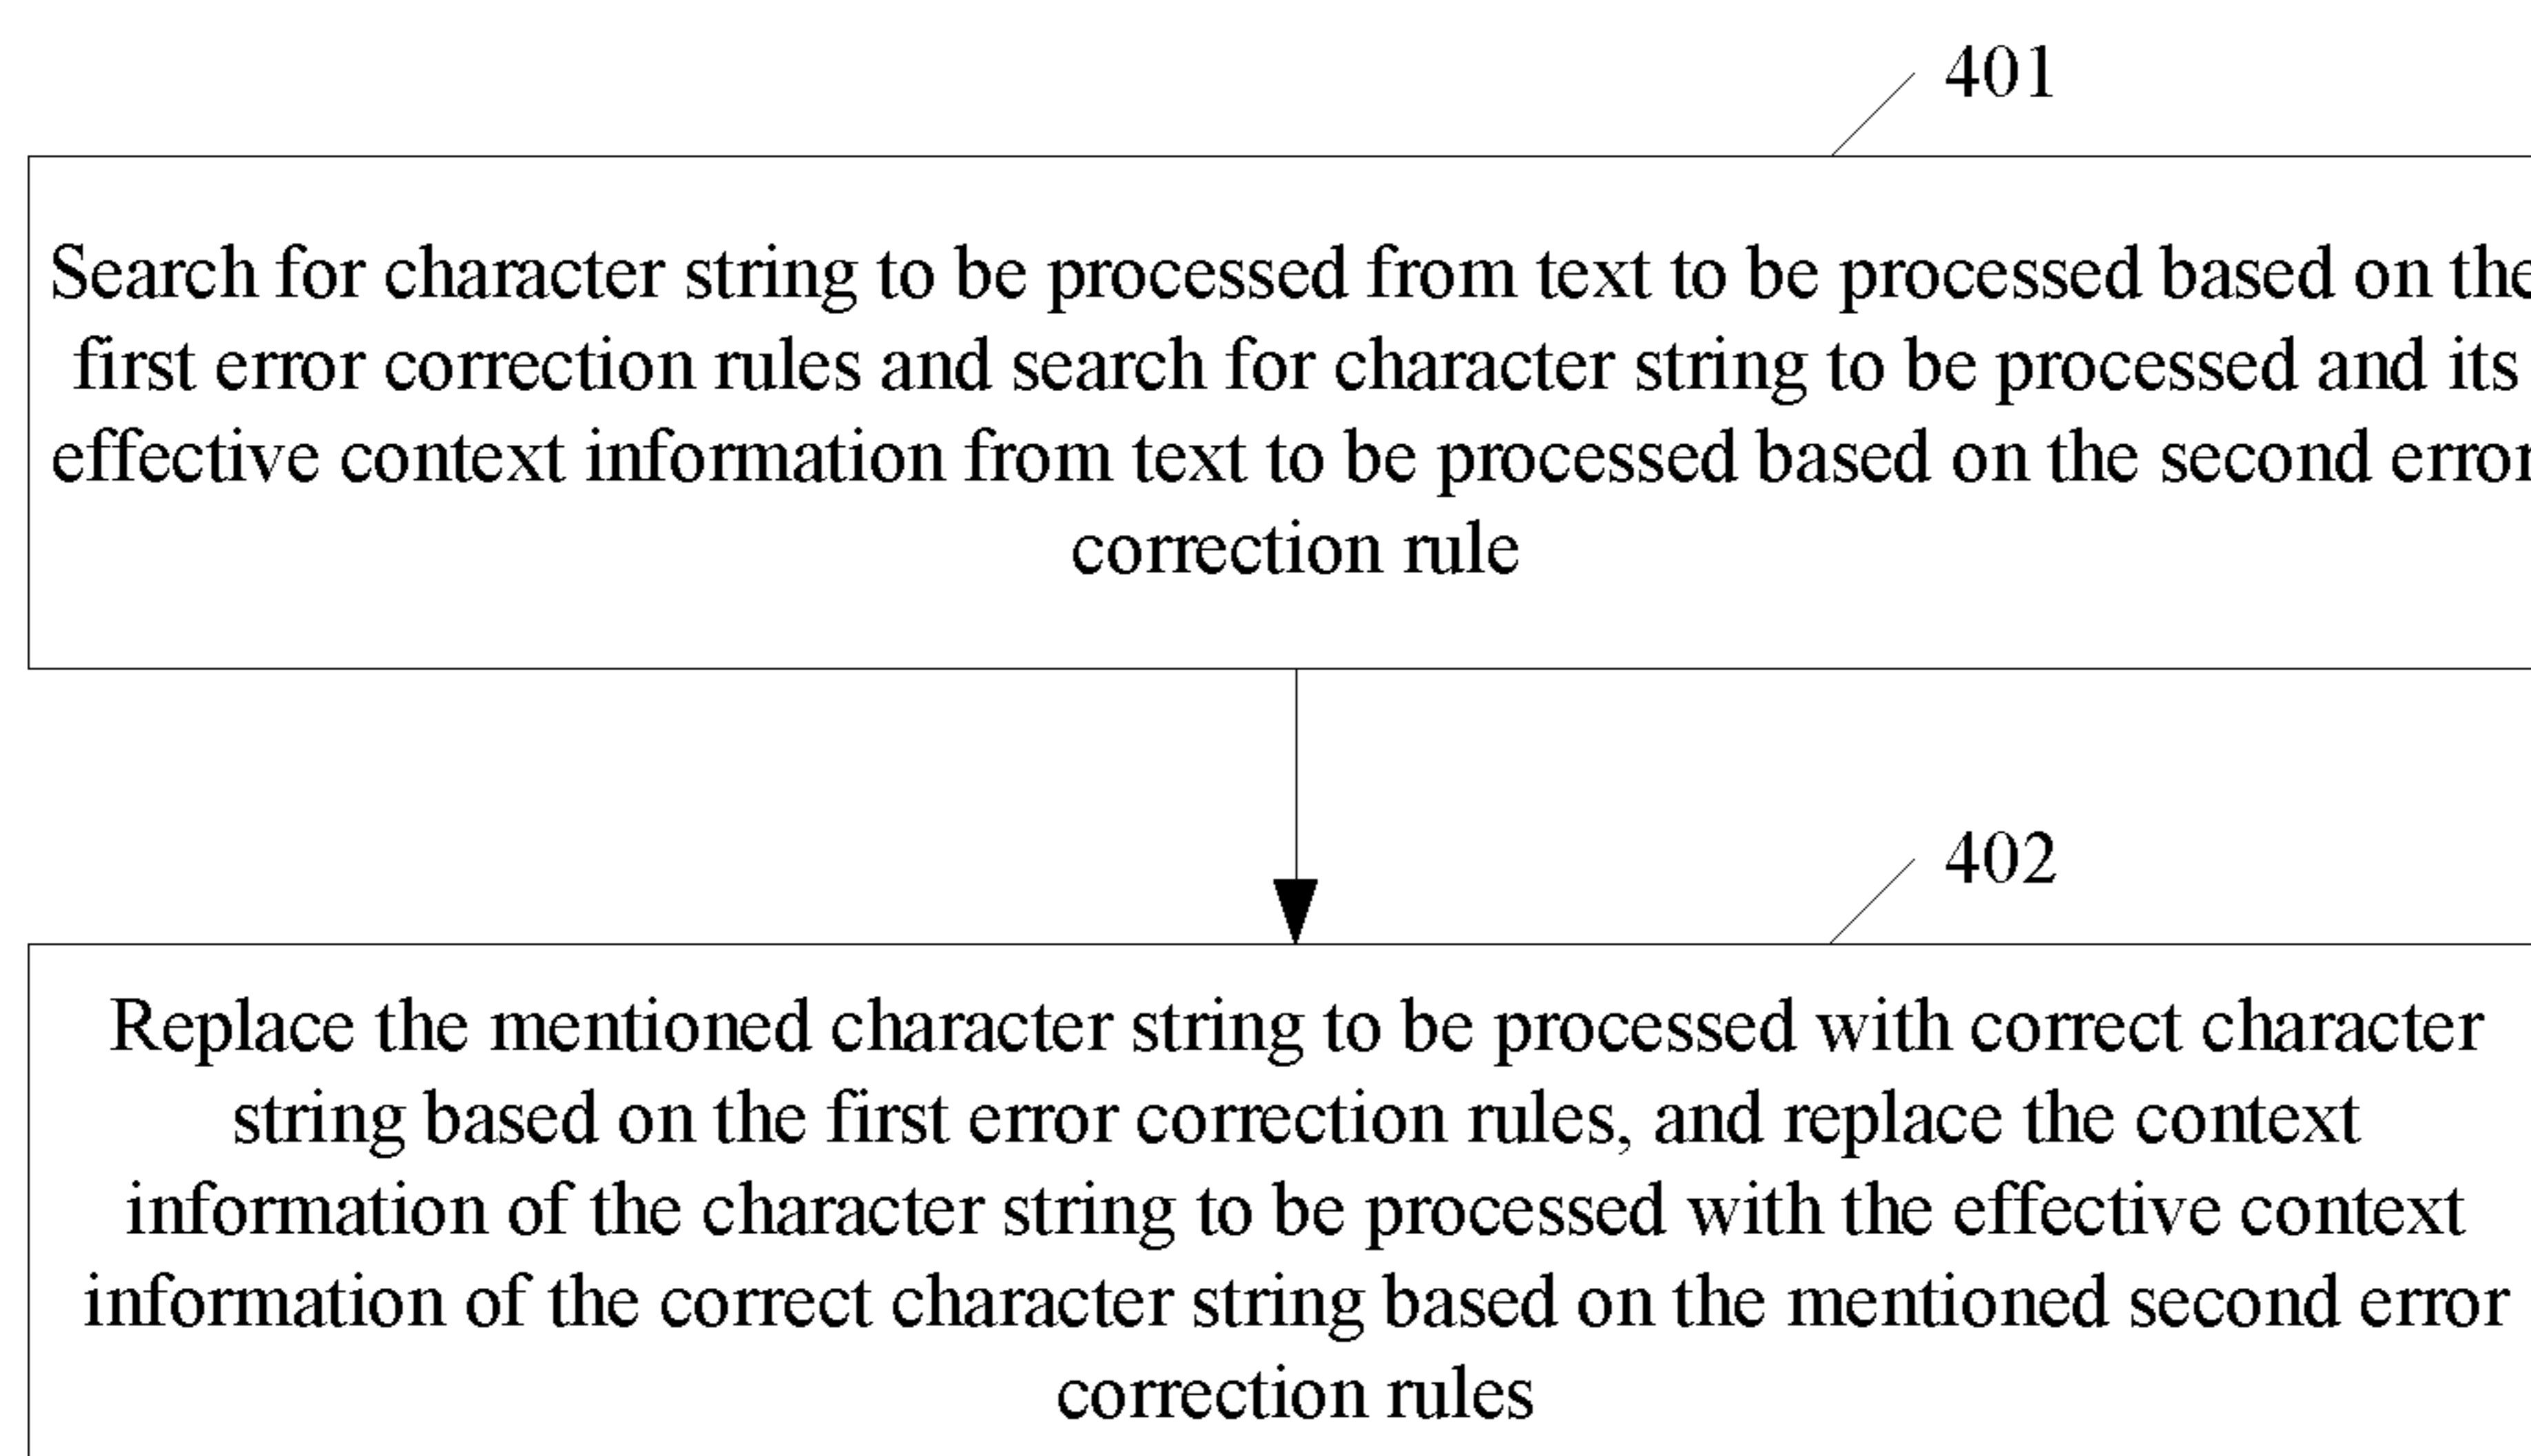 401
Search for character string to be processed from text to be processed based on the
first error correction rules and search for character string to be processed and its
effective context information from text to be processed based on the second error
correction rule
402
Replace the mentioned character string to be processed with correct character
string based on the first error correction rules, and replace the context
information of the character string to be processed with the effective context
information of the correct character string based on the mentioned second error
correction rules